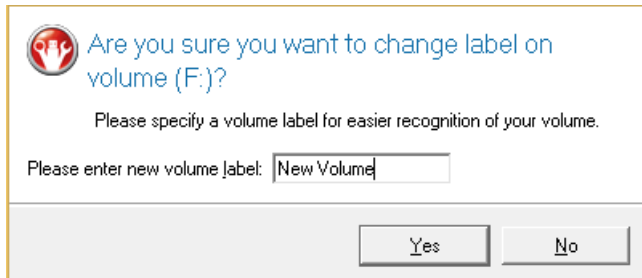 Are you sure you want to change label on
volume (F:)?
Please specify a volume label for easier recognition of your volume.
Please enter new volume label: New Volume
Yes No